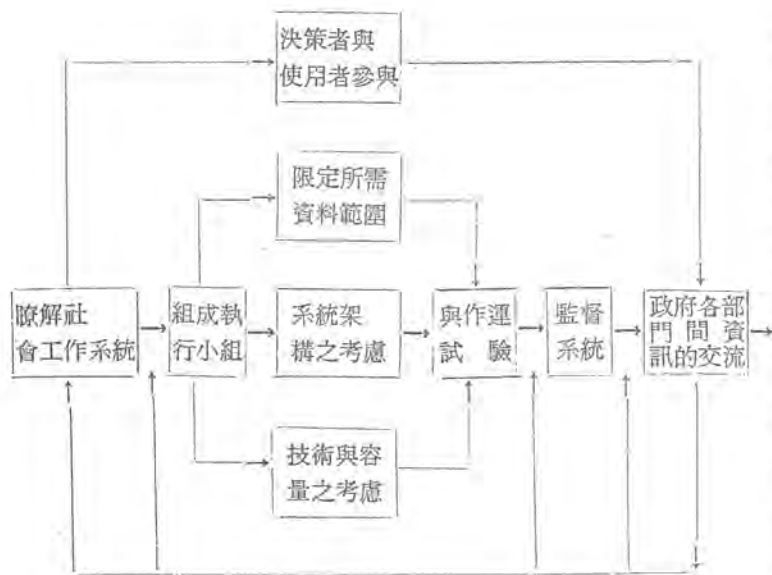 決策者與
使用者參與
限定所需
資料範圍
瞭解社
會工作系統
組成執
行小組
系統架
構之考慮
與作運
試驗
監督
系統
政府各部
門間資
訊的交流
技術與容
量之考慮